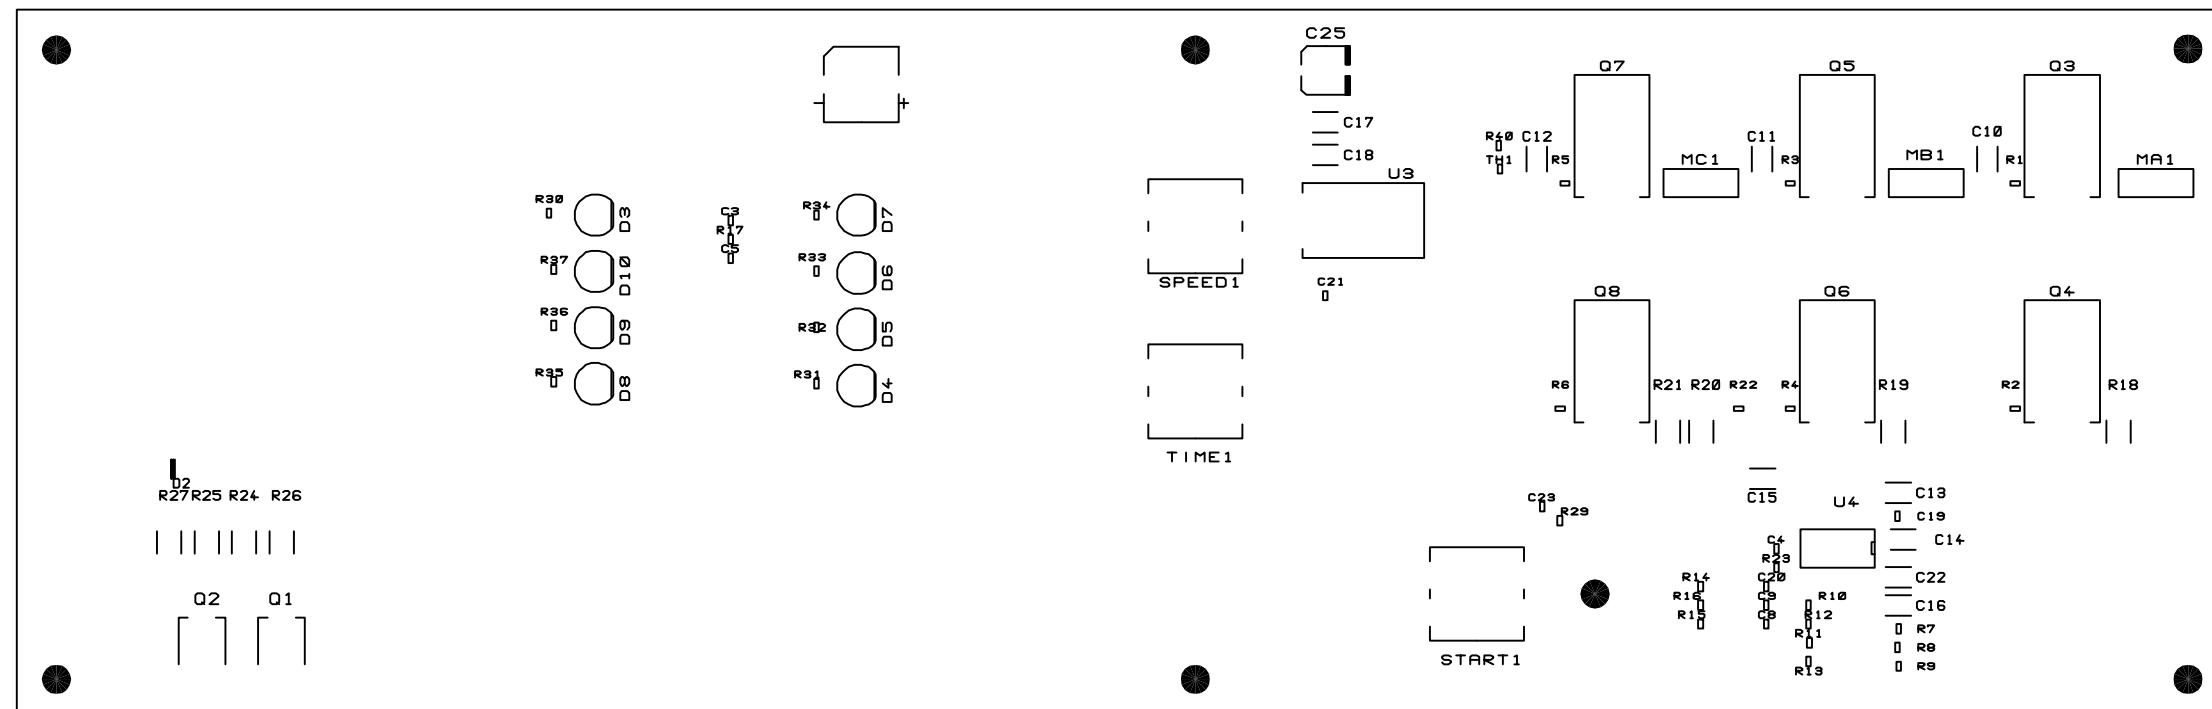 C25
Q7
Q5
Q3
C17
R40
C12
C11
C10
C18
TH1
R5
MC1
R3
MB1
R1
MA1
U3
R30
D3
C3
R34
D7
R17
C5
R37
D10
R33
D6
SPEED1
C21
Q8
Q6
Q4
R36
D9
R32
D5
R35
D8
R31
D4
R6
R21
R20
R22
R4
R19
R2
R18
TIME1
D2
R27
R25
R24
R26
C23
R29
C15
U4
C13
C19
C4
C14
R23
R14
C20
C22
Q2
Q1
R16
C9
R10
C16
R15
C8
R12
R11
R7
R8
START1
R13
R9